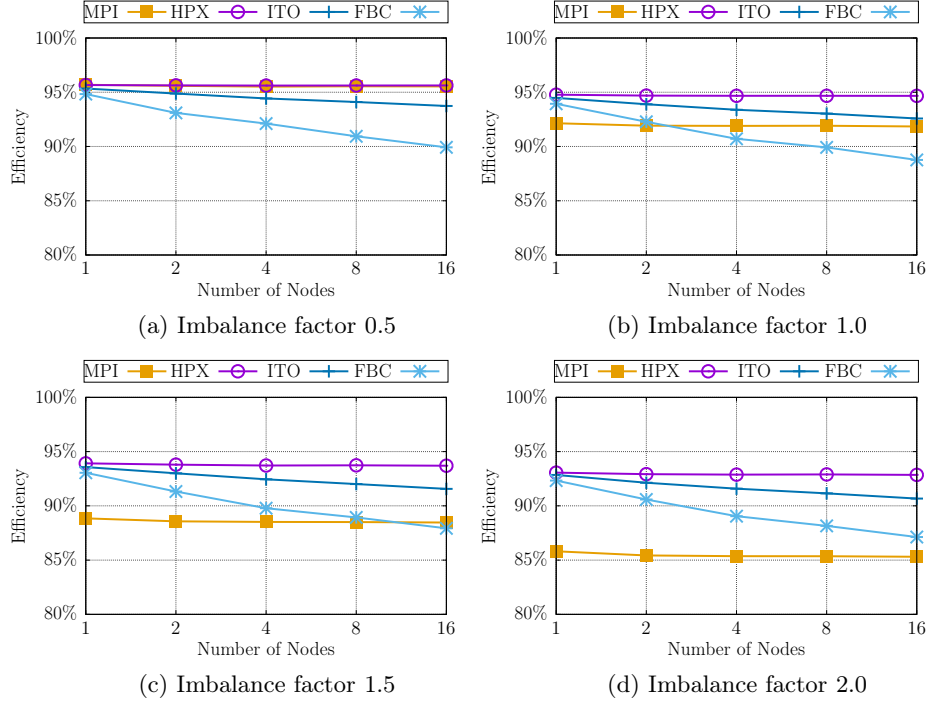 MPI HPX ITO FBC
100%
95%
90%
85%
80%
Efficiency
1 2 4 8 16
Number of Nodes
(a) Imbalance factor 0.5
MPI HPX ITO FBC
100%
95%
90%
85%
80%
Efficiency
1 2 4 8 16
Number of Nodes
(b) Imbalance factor 1.0
MPI HPX ITO FBC
100%
95%
90%
85%
80%
Efficiency
1 2 4 8 16
Number of Nodes
(c) Imbalance factor 1.5
MPI HPX ITO FBC
100%
95%
90%
85%
80%
Efficiency
1 2 4 8 16
Number of Nodes
(d) Imbalance factor 2.0